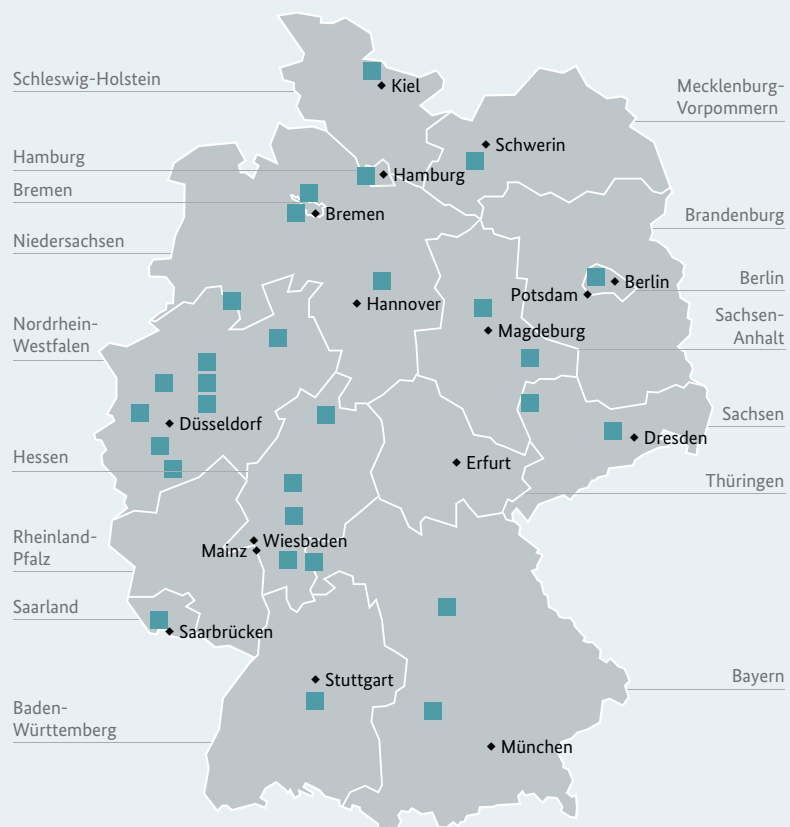 Schleswig-Holstein
Kiel
Mecklenburg-
Vorpommern
Schwerin
Hamburg
Hamburg
Bremen
Bremen
Brandenburg
Niedersachsen
Berlin
Berlin
Potsdam
Hannover
Sachsen-
Anhalt
Nordrhein-
Westfalen
Magdeburg
Düsseldorf
Sachsen
Dresden
Hessen
Erfurt
Thüringen
Rheinland-
Pfalz
Wiesbaden
Mainz
Saarland
Saarbrücken
Stuttgart
Bayern
Baden-
Württemberg
München